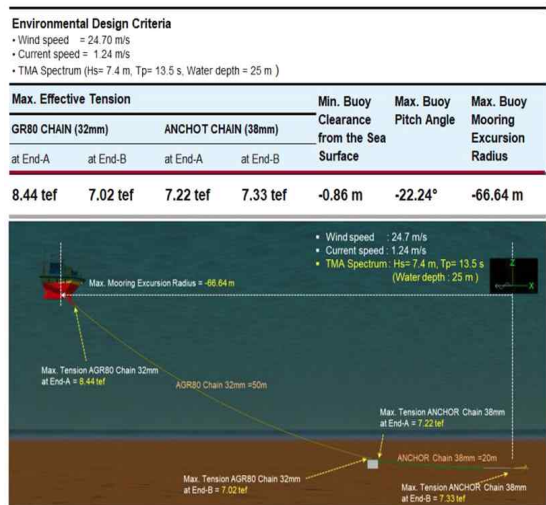 Environmental Design Criteria
• Wind speed = 24.70 m/s
• Current speed = 1.24 m/s
• TMA Spectrum (Hs= 7.4 m, Tp= 13.5 s, Water depth = 25 m )
Max. Effective Tension
GR80 CHAIN (32mm)
ANCHOT CHAIN (38mm)
at End-A
at End-B
at End-A
at End-B
Min. Buoy
Clearance
from the Sea
Surface
Max. Buoy
Pitch Angle
Max. Buoy
Mooring
Excursion
Radius
8.44 tef
7.02 tef
7.22 tef
7.33 tef
-0.86 m
-22.24°
-66.64 m
▪ Wind speed : 24.7 m/s
▪ Current speed : 1.24 m/s
▪ TMA Spectrum : Hs= 7.4 m, Tp= 13.5 s
(Water depth : 25 m )
Z
X
Max. Mooring Excursion Radius = -66.64 m
Max. Tension AGR80 Chain 32mm
at End-A = 8.44 tef
AGR80 Chain 32mm =50m
Max. Tension ANCHOR Chain 38mm
at End-A = 7.22 tef
ANCHOR Chain 38mm =20m
Max. Tension AGR80 Chain 32mm
at End-B = 7.02 tef
Max. Tension ANCHOR Chain 38mm
at End-B = 7.33 tef